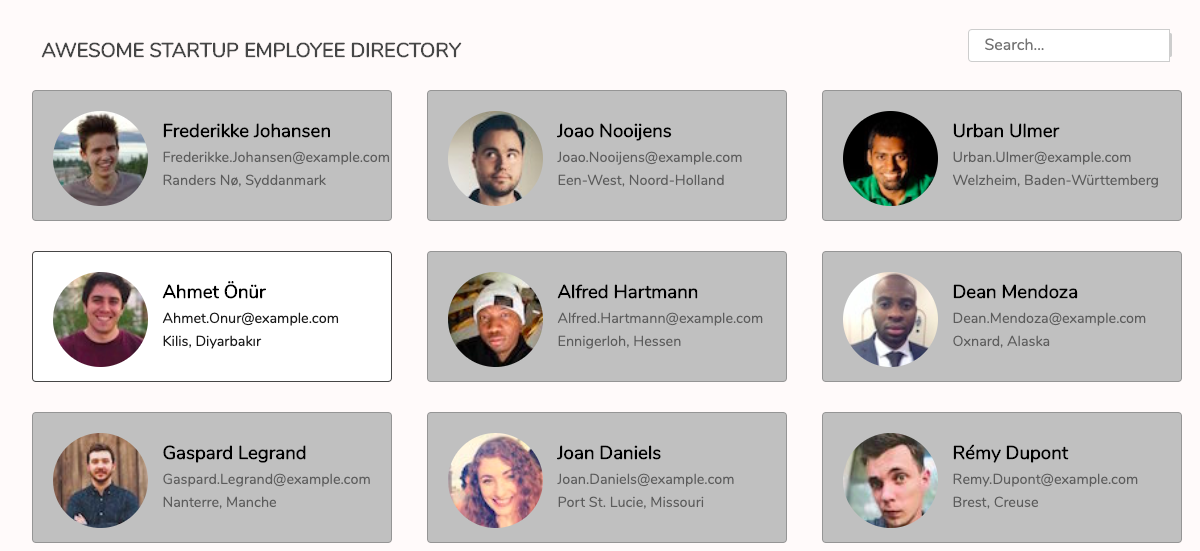 AWESOME STARTUP EMPLOYEE DIRECTORY
Search...
Frederikke Johansen
Frederikke.Johansen@example.com
Randers Nø, Syddanmark
Joao Nooijens
Joao.Nooijens@example.com
Een-West, Noord-Holland
Urban Ulmer
Urban.Ulmer@example.com
Welzheim, Baden-Württemberg
Ahmet Önür
Ahmet.Onur@example.com
Kilis, Diyarbakır
Alfred Hartmann
Alfred.Hartmann@example.com
Ennigerloh, Hessen
Dean Mendoza
Dean.Mendoza@example.com
Oxnard, Alaska
Gaspard Legrand
Gaspard.Legrand@example.com
Nanterre, Manche
Joan Daniels
Joan.Daniels@example.com
Port St. Lucie, Missouri
Rémy Dupont
Remy.Dupont@example.com
Brest, Creuse